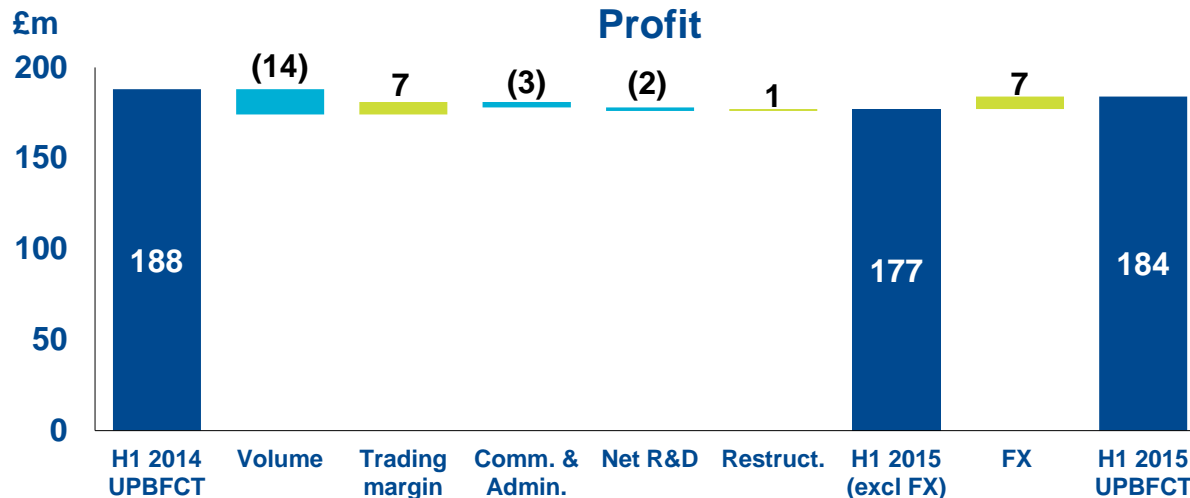 £m
Profit
200
150
100
50
0
(14)
7
(3)
(2)
1
7
188
177
184
H1 2014
UPBFCT
Volume
Trading
margin
Comm. &
Admin.
Net R&D
Restruct.
H1 2015
(excl FX)
FX
H1 2015
UPBFCT